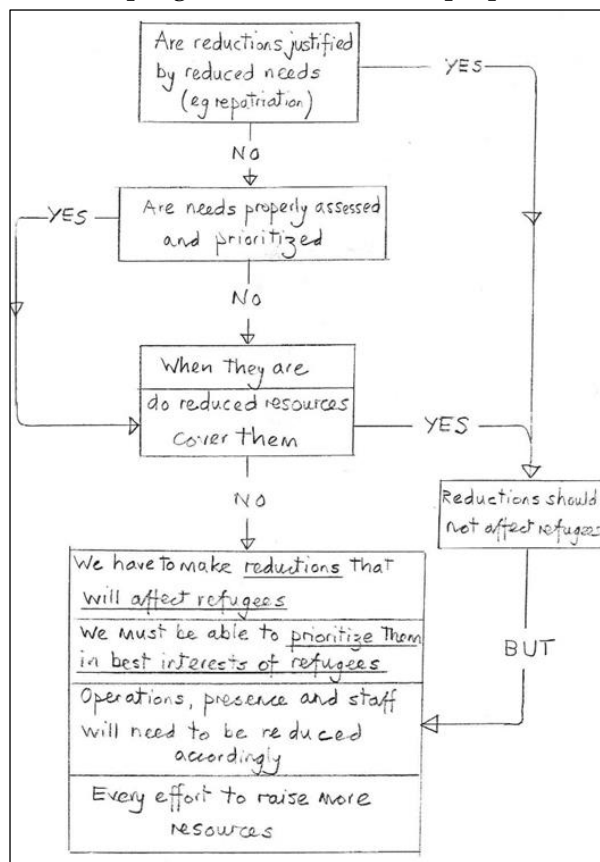 Are reductions justified
by reduced needs
(eg repatriation)
YES
NO
Are needs properly assessed
and prioritized
YES
NO
When they are
do reduced resources
cover them
YES
NO
Reductions should
not affect refugees
We have to make reductions that
will affect refugees
We must be able to prioritize them
in best interests of refugees
BUT
Operations, presence and staff
will need to be reduced
accordingly
Every effort to raise more
resources